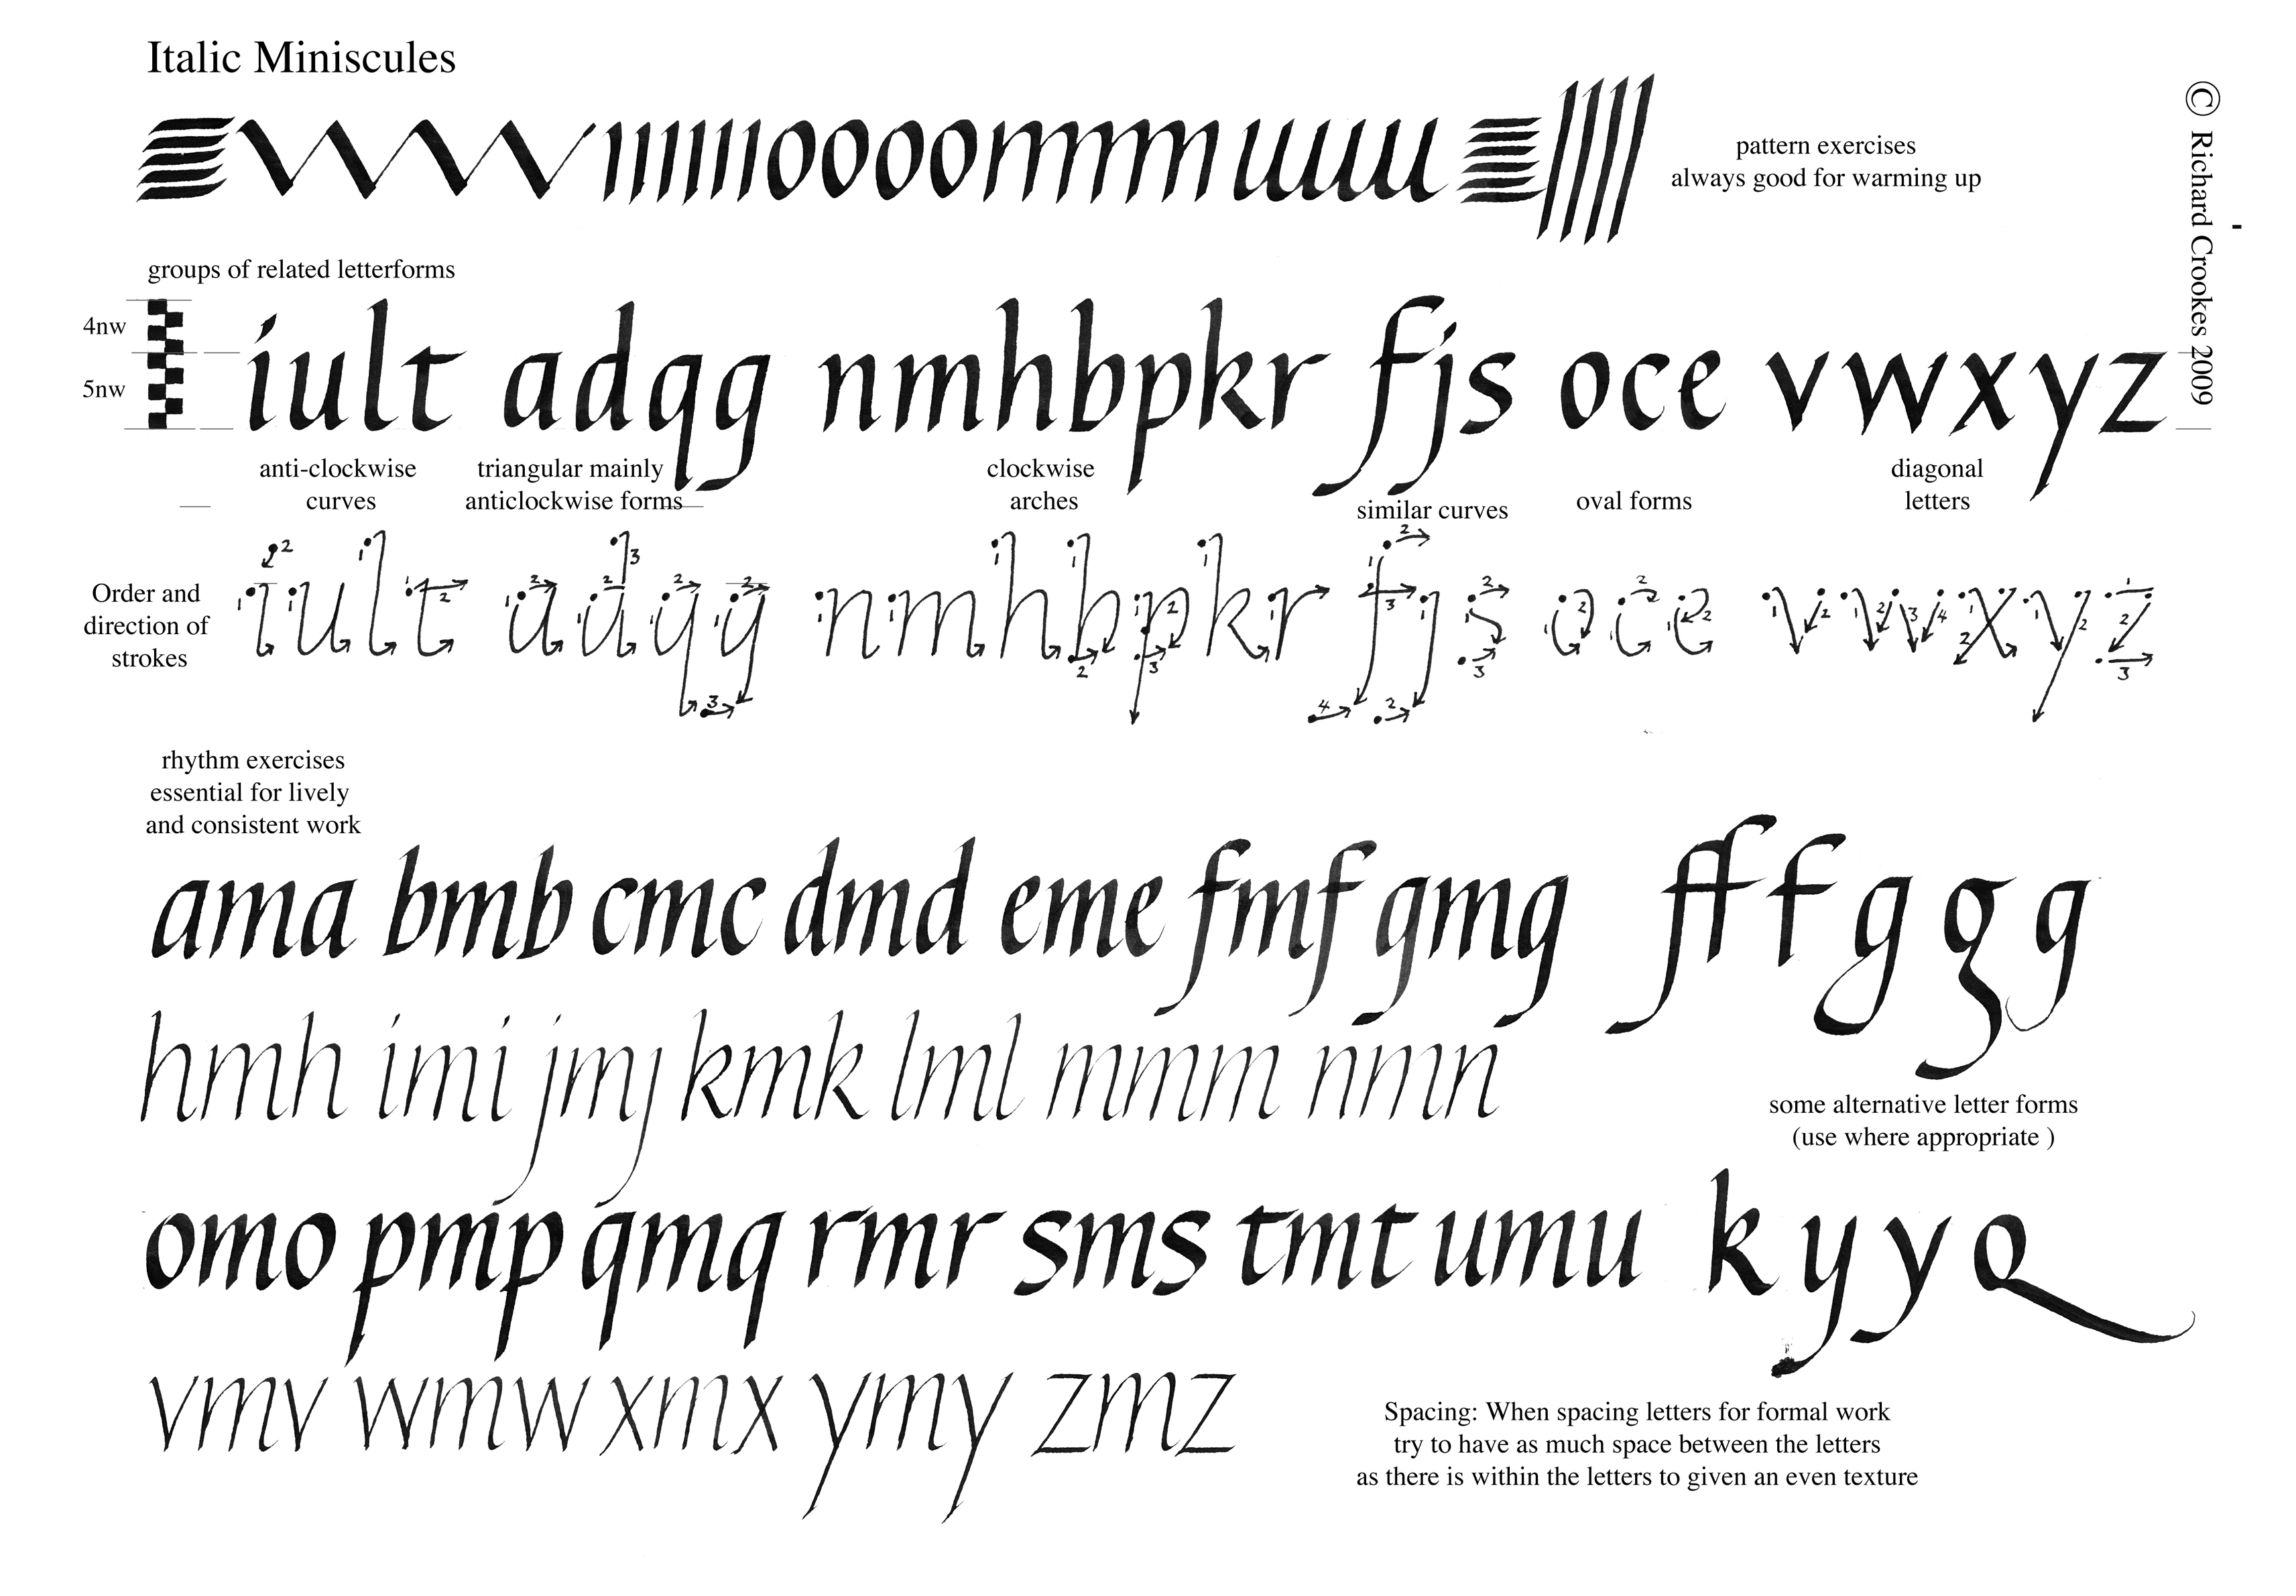 Italic Miniscules
pattern exercises
always good for warming up
© Richard Crookes 2009
groups of related letterforms
4nw
5nw
iult adqg nmhbpkr fjs oce vwxyz
anti-clockwise
curves
triangular mainly
anticlockwise forms
clockwise
arches
similar curves
oval forms
diagonal
letters
Order and
direction of
strokes
iult adqg nmhbpkr fjs oce vwxyz
rhythm exercises
essential for lively
and consistent work
ama bmb cmc dmd eme fmf gmg ff f g g g
hmh imi jmj kmk lml mmm nmn
some alternative letter forms
(use where appropriate )
omo pmp qmq rmr sms tmt umu k y y Q
vmv wmw xmx ymy zmz
Spacing: When spacing letters for formal work
try to have as much space between the letters
as there is within the letters to given an even texture